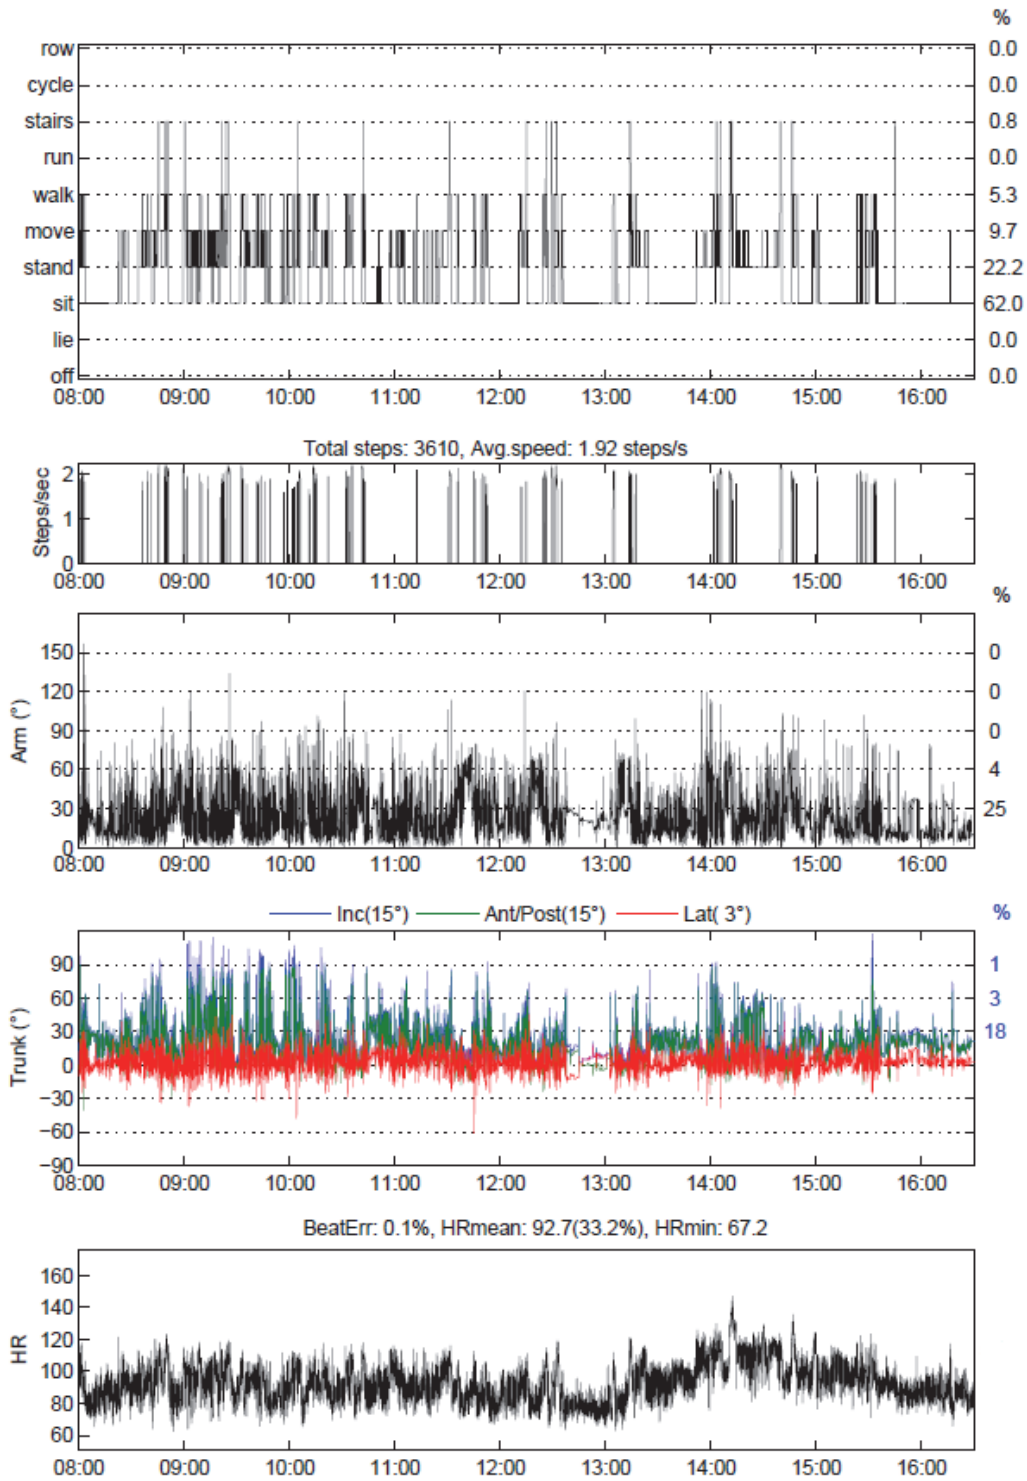 %
row 0.0
cycle 0.0
stairs 0.8
run 0.0
walk 5.3
move 9.7
stand 22.2
sit 62.0
lie 0.0
off 0.0
08:00 09:00 10:00 11:00 12:00 13:00 14:00 15:00 16:00
Total steps: 3610, Avg.speed: 1.92 steps/s
Steps/sec
2
1
0
08:00 09:00 10:00 11:00 12:00 13:00 14:00 15:00 16:00
%
Arm (°)
150 0
120 0
90 0
60 4
30 25
0
08:00 09:00 10:00 11:00 12:00 13:00 14:00 15:00 16:00
Inc(15°) Ant/Post(15°) Lat( 3°) %
Trunk (°)
90 1
60 3
30 18
0
−30
−60
−90
08:00 09:00 10:00 11:00 12:00 13:00 14:00 15:00 16:00
BeatErr: 0.1%, HRmean: 92.7(33.2%), HRmin: 67.2
HR
160
140
120
100
80
60
08:00 09:00 10:00 11:00 12:00 13:00 14:00 15:00 16:00